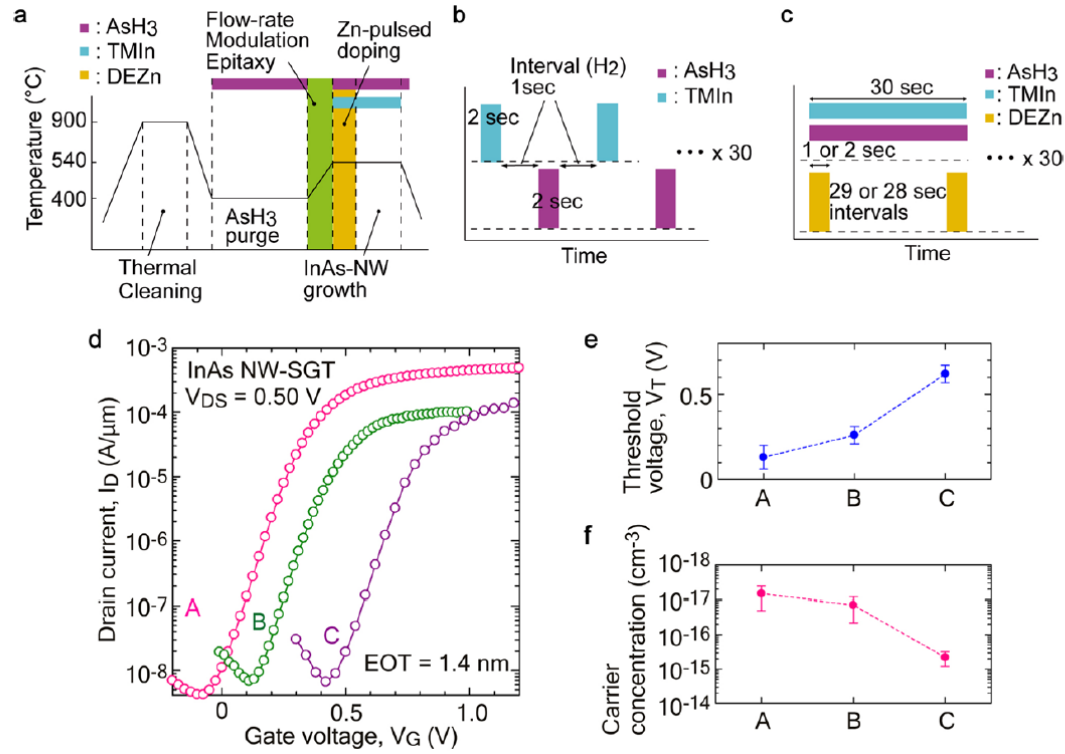 a
: AsH3
: TMIn
: DEZn
Flow-rate
Modulation
Epitaxy
Zn-pulsed
doping
Temperature (°C)
900
540
400
AsH3
purge
Thermal
Cleaning
InAs-NW
growth
b
Interval (H2)
1sec
: AsH3
: TMIn
2 sec
2 sec
••• x 30
Time
c
30 sec
: AsH3
: TMIn
: DEZn
1 or 2 sec
29 or 28 sec
intervals
••• x 30
Time
d
InAs NW-SGT
VDS = 0.50 V
Drain current, ID (A/μm)
10-3
10-4
10-5
10-6
10-7
10-8
A
B
C
EOT = 1.4 nm
0
0.5
1.0
Gate voltage, VG (V)
e
Threshold
voltage, VT (V)
0.5
0
A
B
C
f
Carrier
concentration (cm-3)
10-18
10-17
10-16
10-15
10-14
A
B
C